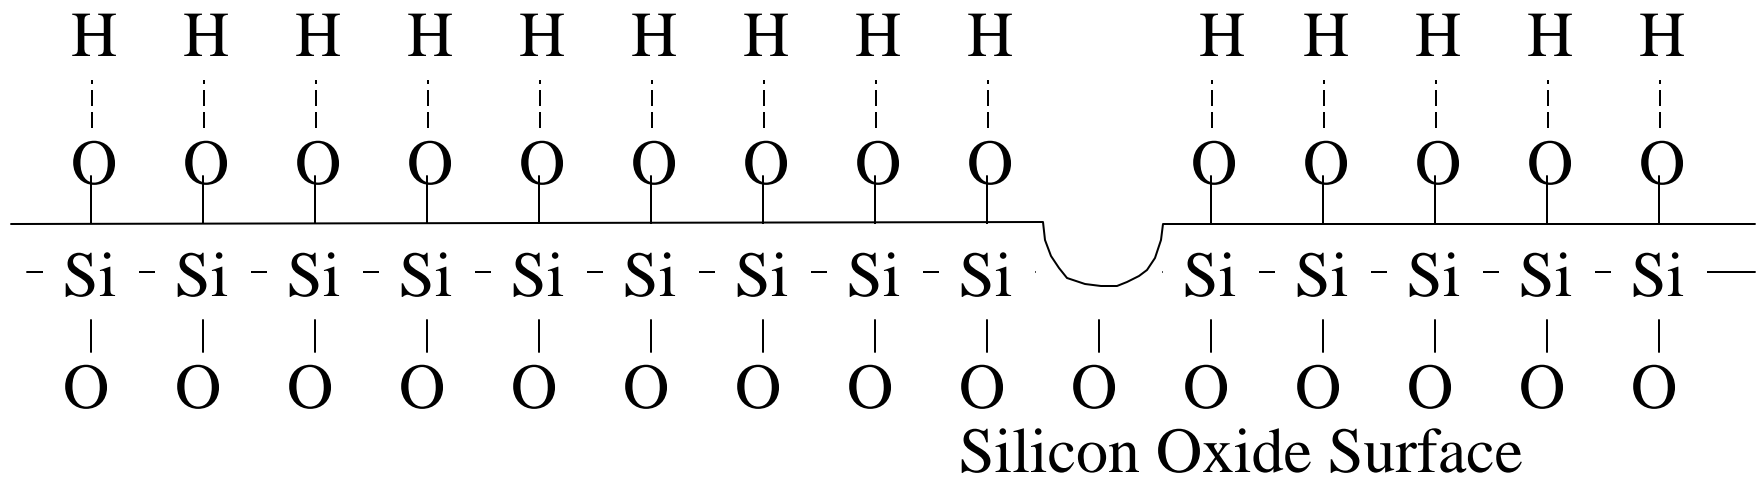 H H H H H H H H H H H H H H
O O O O O O O O O O O O O O
Si Si Si Si Si Si Si Si Si Si Si Si Si Si
O O O O O O O O O O O O O O O
Silicon Oxide Surface